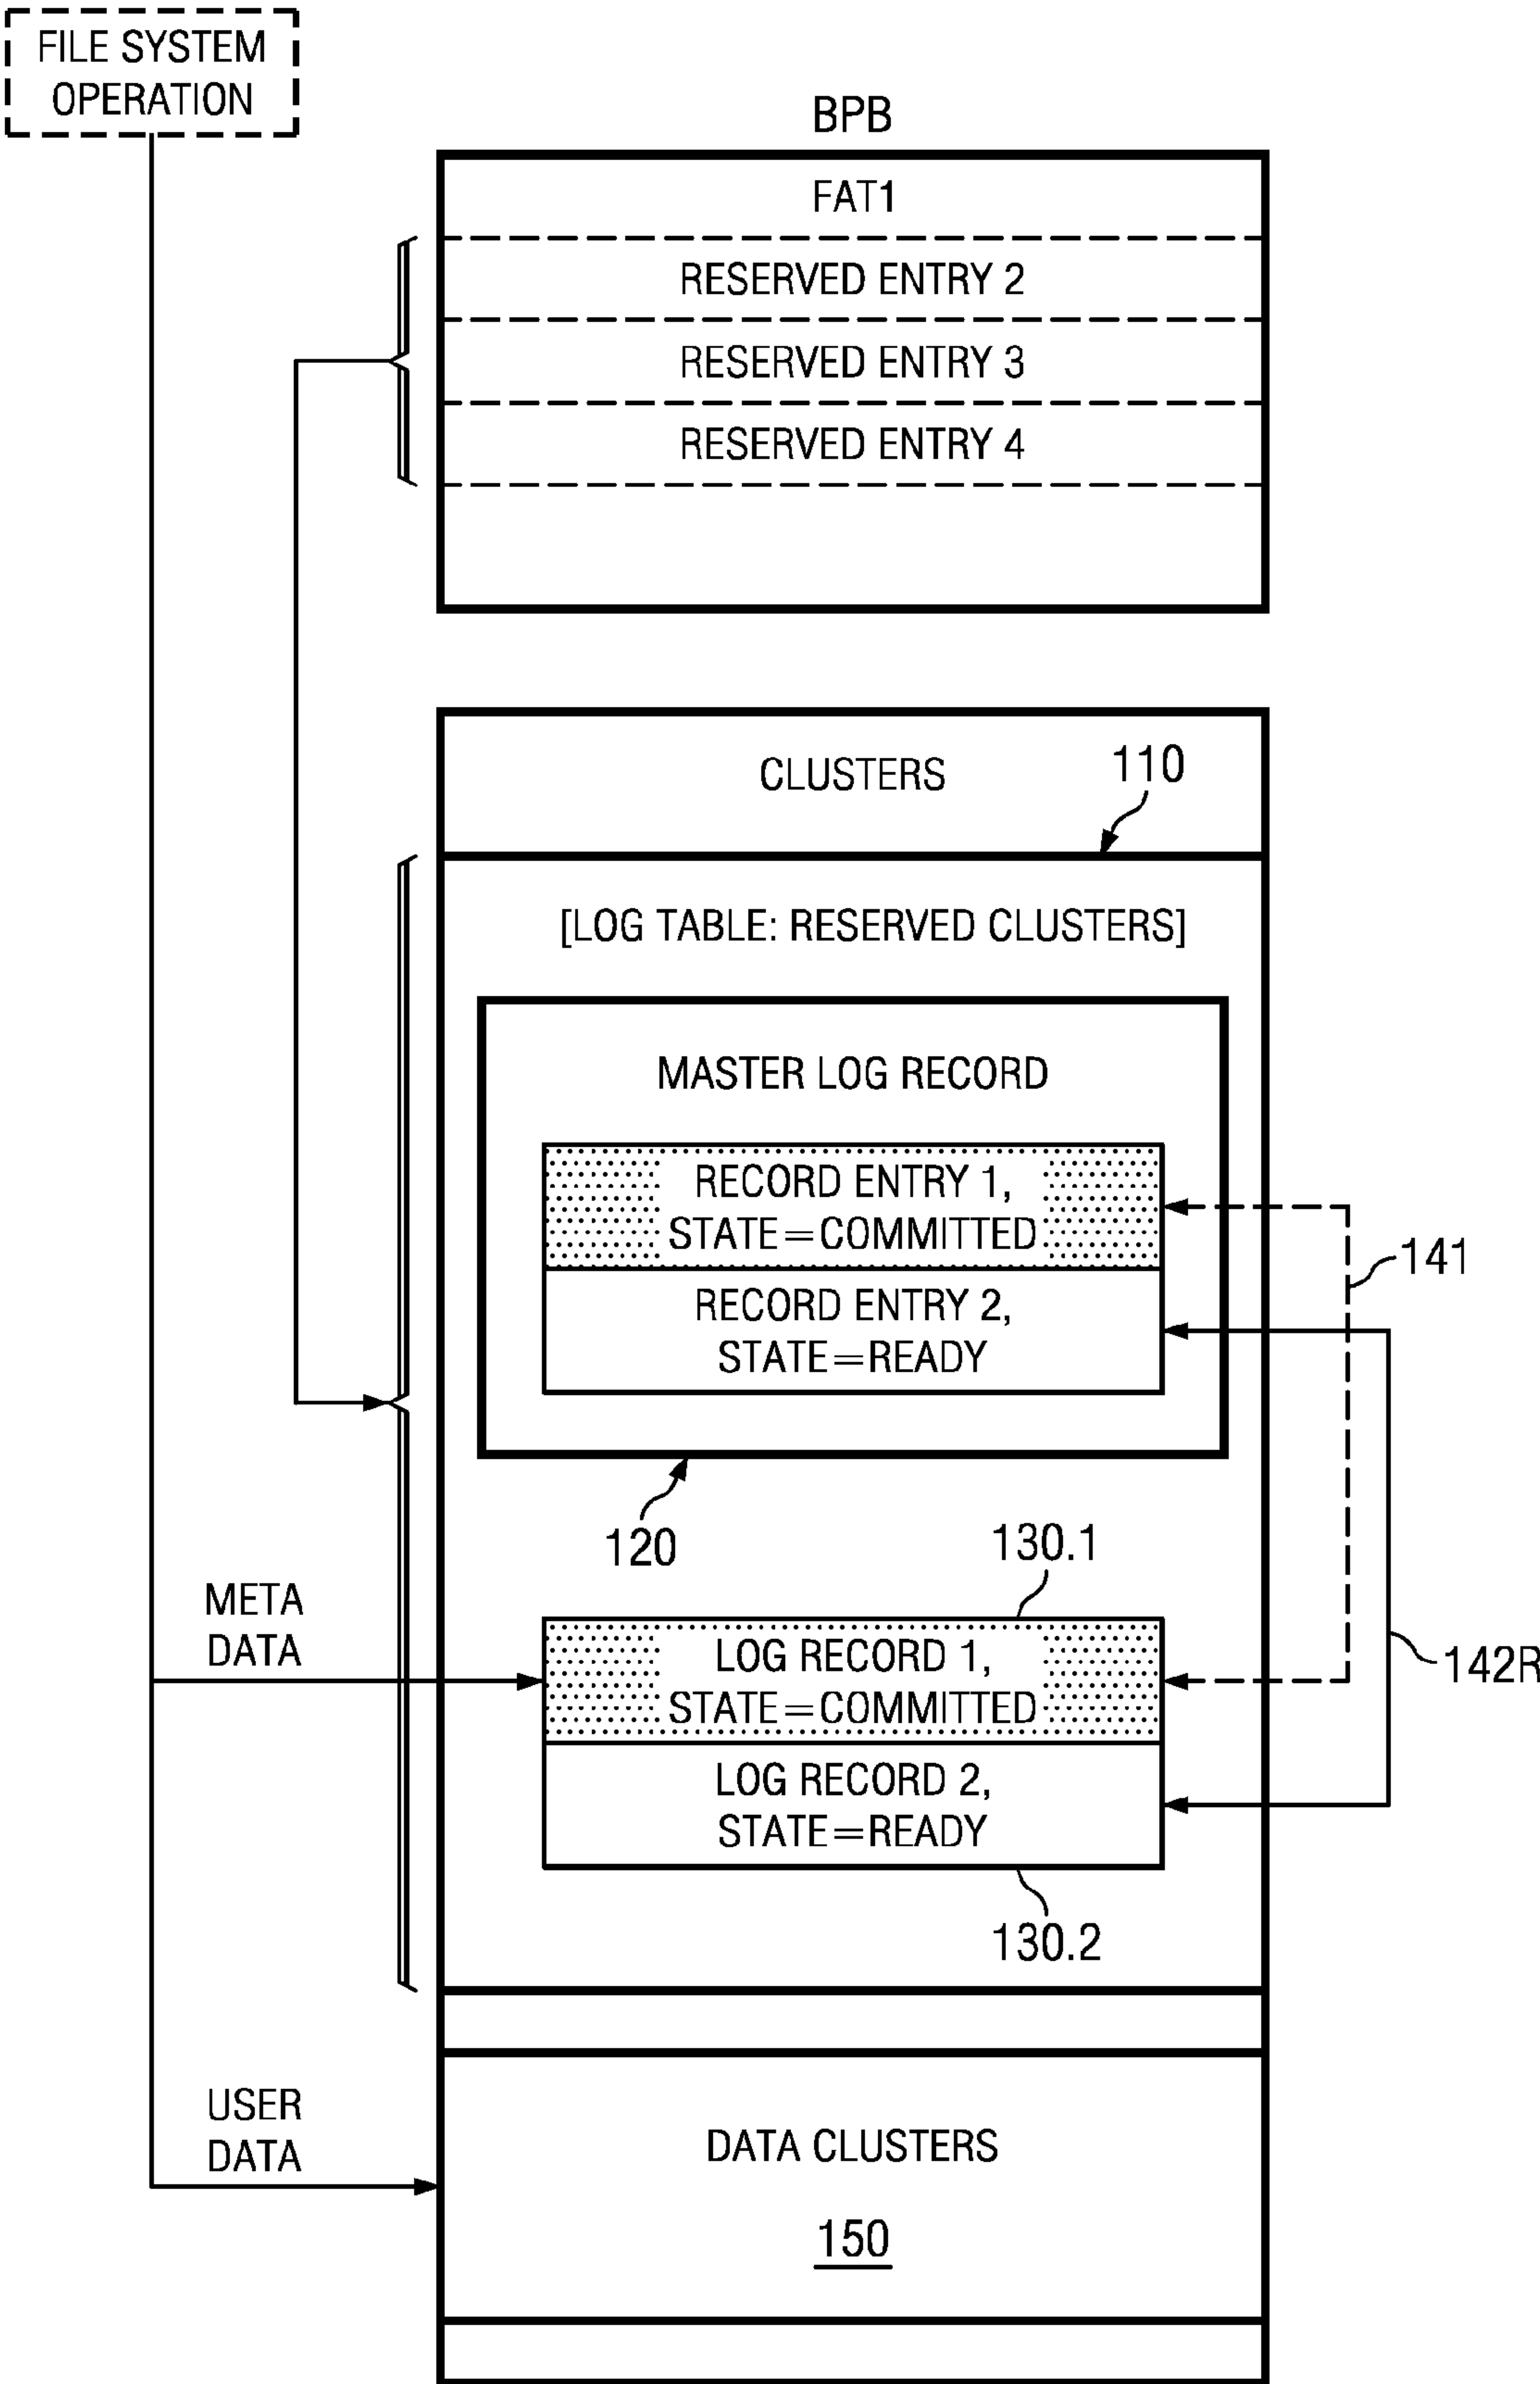 FILE SYSTEM
OPERATION
BPB
FAT1
RESERVED ENTRY 2
RESERVED ENTRY 3
RESERVED ENTRY 4
CLUSTERS
110
[LOG TABLE: RESERVED CLUSTERS]
MASTER LOG RECORD
RECORD ENTRY 1,
STATE=COMMITTED
141
RECORD ENTRY 2,
STATE=READY
120
130.1
META
DATA
LOG RECORD 1,
STATE=COMMITTED
142R
LOG RECORD 2,
STATE=READY
130.2
USER
DATA
DATA CLUSTERS
150